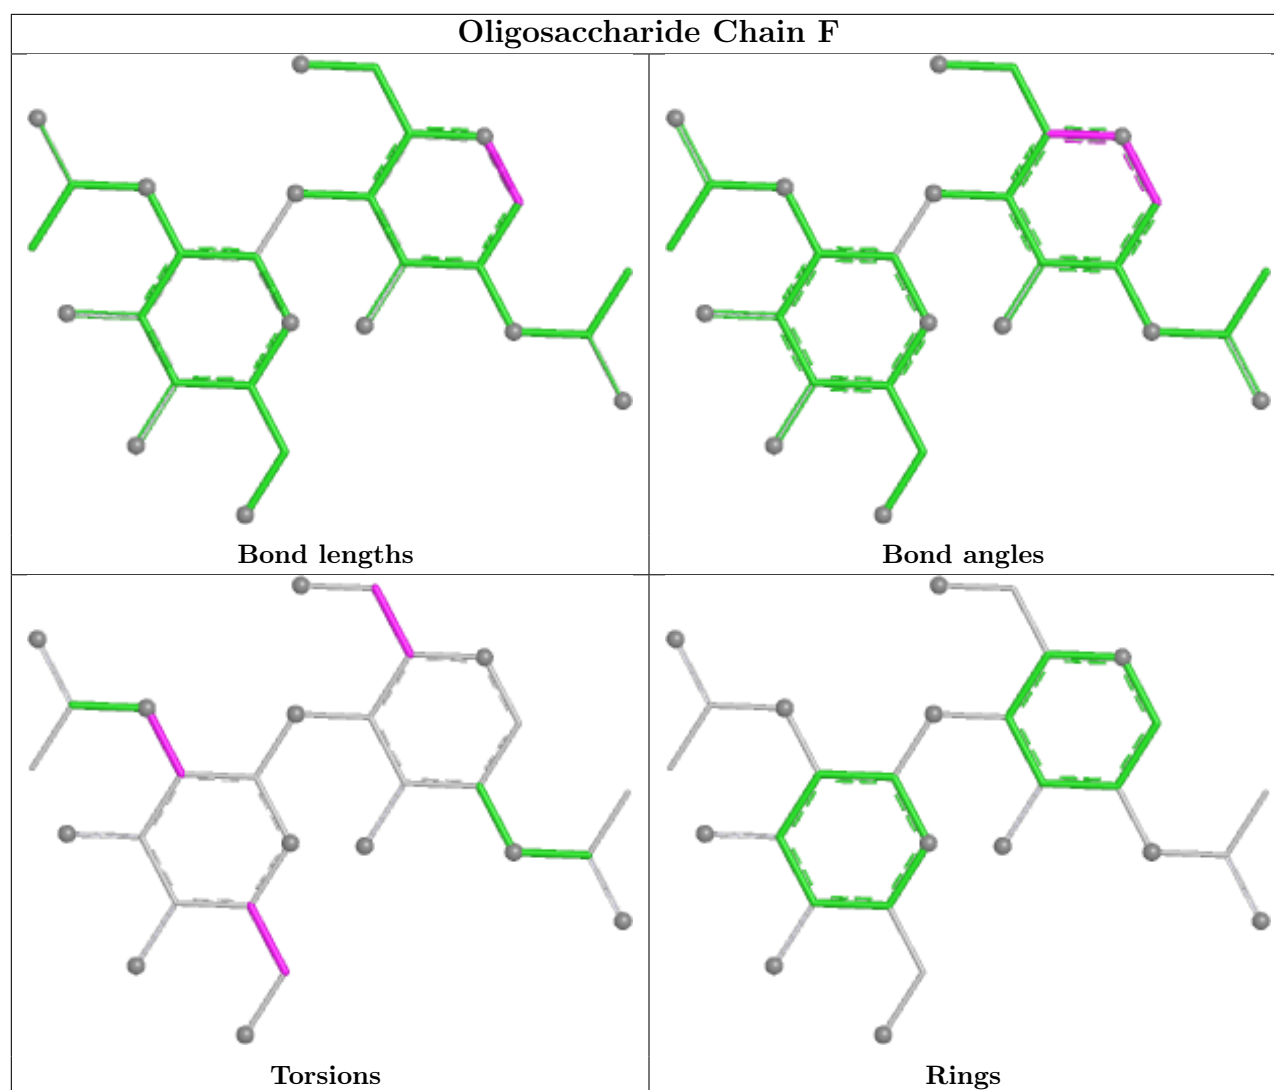 Oligosaccharide Chain F
Bond lengths
Bond angles
Torsions
Rings